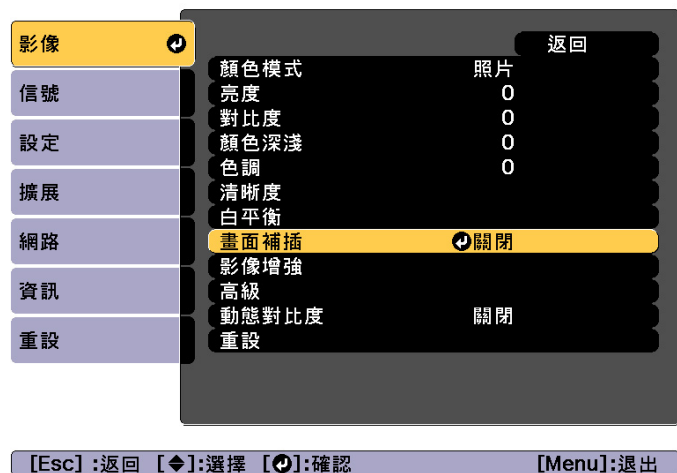 影像
信號
設定
擴展
網路
資訊
重設
返回
顏色模式 照片
亮度 0
對比度 0
顏色深淺 0
色調 0
清晰度
白平衡
畫面補插 關閉
影像增強
高級
動態對比度 關閉
重設
[Esc] :返回 [◆]:選擇 [⏎]:確認 [Menu]:退出